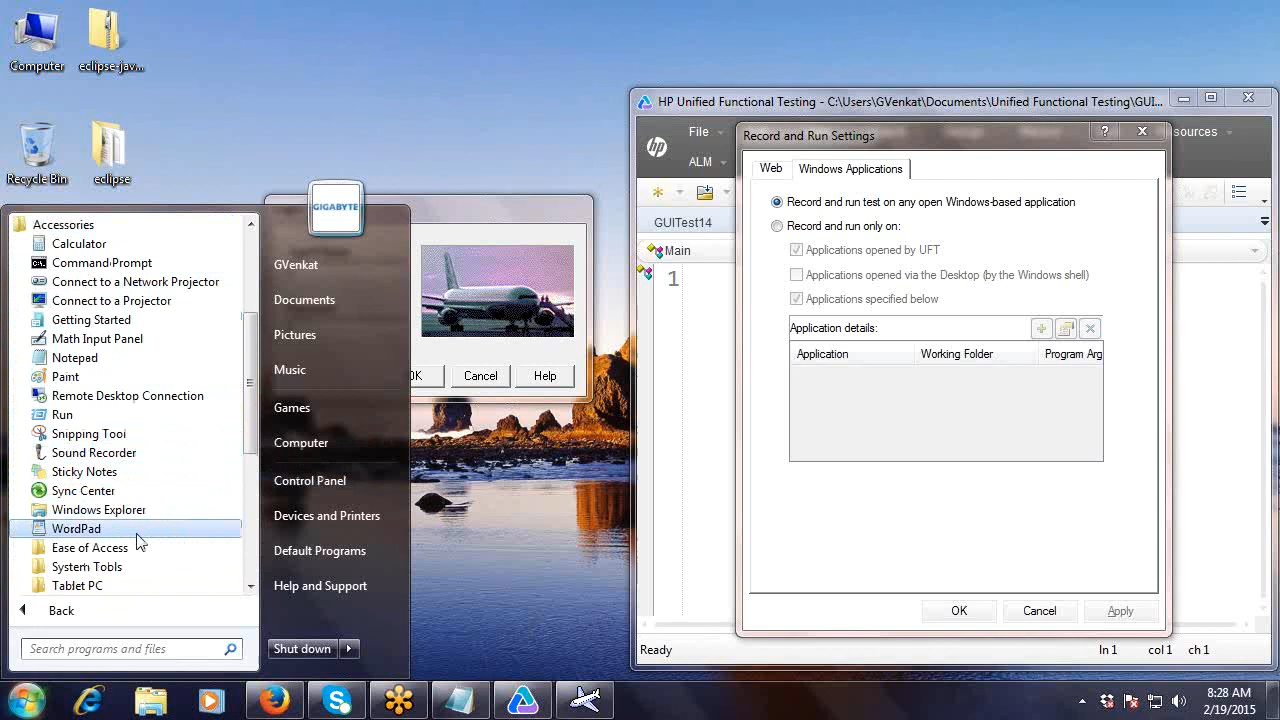 Computer
eclipse-jav...
Recycle Bin
eclipse
Accessories
Calculator
Command Prompt
Connect to a Network Projector
Connect to a Projector
Getting Started
Math Input Panel
Notepad
Paint
Remote Desktop Connection
Run
Snipping Tool
Sound Recorder
Sticky Notes
Sync Center
Windows Explorer
WordPad
Ease of Access
System Tools
Tablet PC
Back
Search programs and files
GIGABYTE
GVenkat
Documents
Pictures
Music
Games
Computer
Control Panel
Devices and Printers
Default Programs
Help and Support
Shut down
OK
Cancel
Help
HP Unified Functional Testing - C:\Users\GVenkat\Documents\Unified Functional Testing\GUI...
hp
File
sources
ALM
GUITest14
Main
1
Record and Run Settings
?
Web
Windows Applications
Record and run test on any open Windows-based application
Record and run only on:
Applications opened by UFT
Applications opened via the Desktop (by the Windows shell)
Applications specified below
Application details:
Application
Working Folder
Program Arg
OK
Cancel
Apply
Ready
ln 1
col 1
ch 1
8:28 AM
2/19/2015